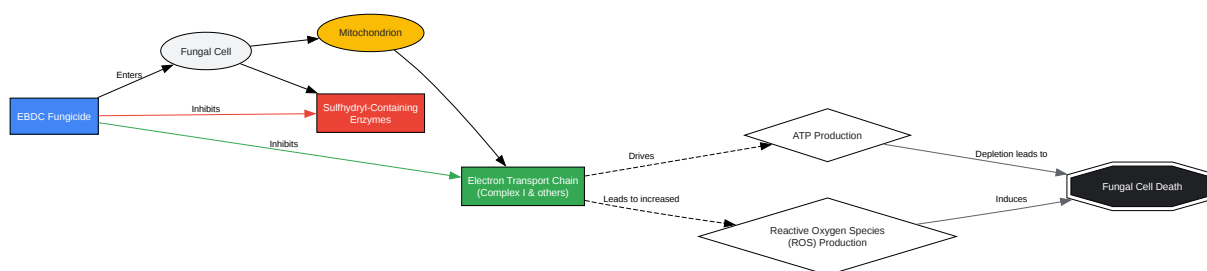 Mitochondrion
Fungal Cell
Enters
EBDC Fungicide
Inhibits
Sulfhydryl-Containing
Enzymes
Inhibits
ATP Production
Drives
Depletion leads to
Electron Transport Chain
(Complex I & others)
Fungal Cell Death
Leads to increased
Induces
Reactive Oxygen Species
(ROS) Production